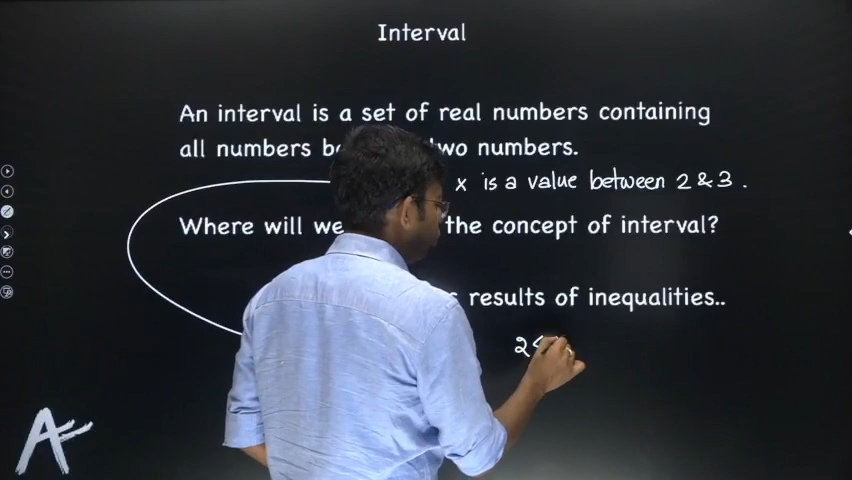 Interval
An interval is a set of real numbers containing
all numbers two numbers.
x is a value between 2 & 3 .
Where will we the concept of interval?
results of inequalities..
2<
A